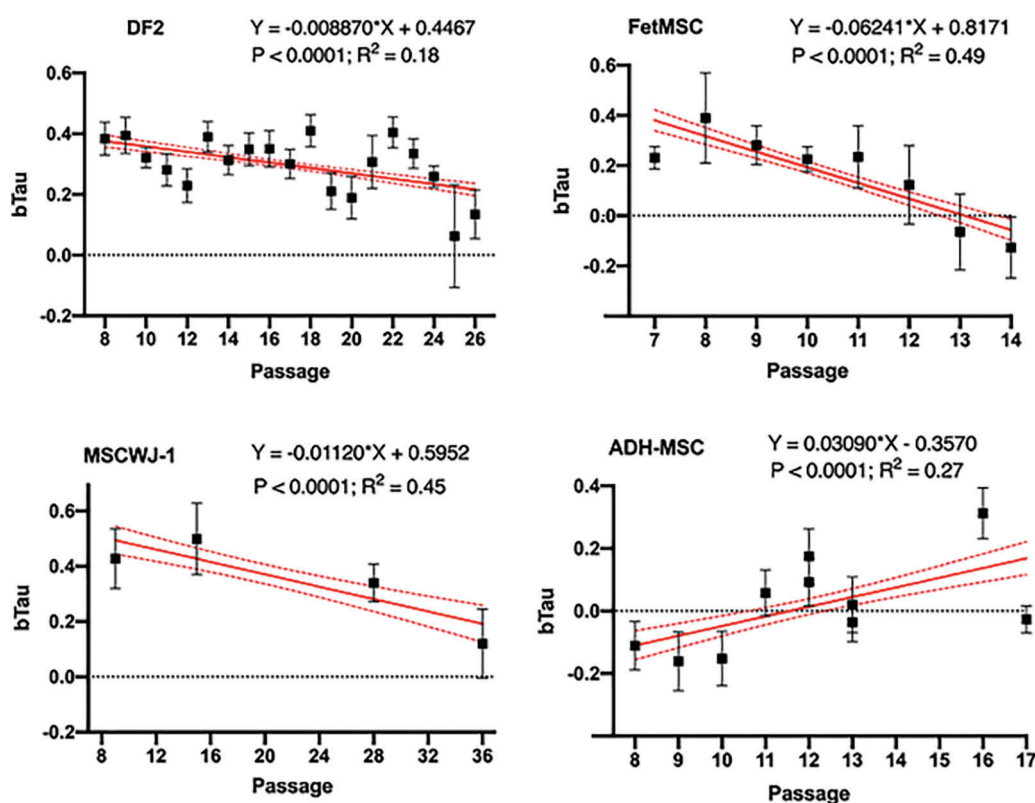 DF2
Y = -0.008870*X + 0.4467
P < 0.0001; R² = 0.18
0.6
0.4
0.2
0.0
-0.2
bTau
8 10 12 14 16 18 20 22 24 26
Passage
FetMSC
Y = -0.06241*X + 0.8171
P < 0.0001; R² = 0.49
0.6
0.4
0.2
0.0
-0.2
bTau
7 8 9 10 11 12 13 14
Passage
MSCWJ-1
Y = -0.01120*X + 0.5952
P < 0.0001; R² = 0.45
0.6
0.4
0.2
0.0
-0.2
bTau
8 12 16 20 24 28 32 36
Passage
ADH-MSC
Y = 0.03090*X - 0.3570
P < 0.0001; R² = 0.27
0.4
0.2
0.0
-0.2
bTau
8 9 10 11 12 13 14 15 16 17
Passage